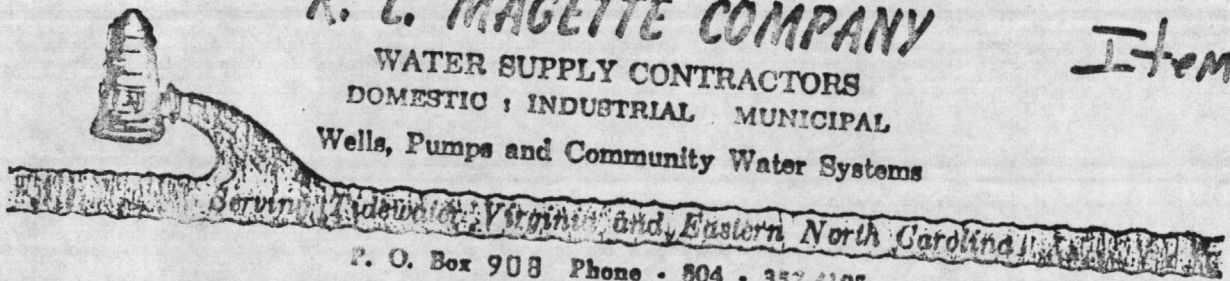 R. L. MAGETTE COMPANY
Item
WATER SUPPLY CONTRACTORS
DOMESTIC : INDUSTRIAL MUNICIPAL
Wells, Pumps and Community Water Systems
Serving Tidewater, Virginia and Eastern North Carolina
P. O. Box 908 Phone - 804 -